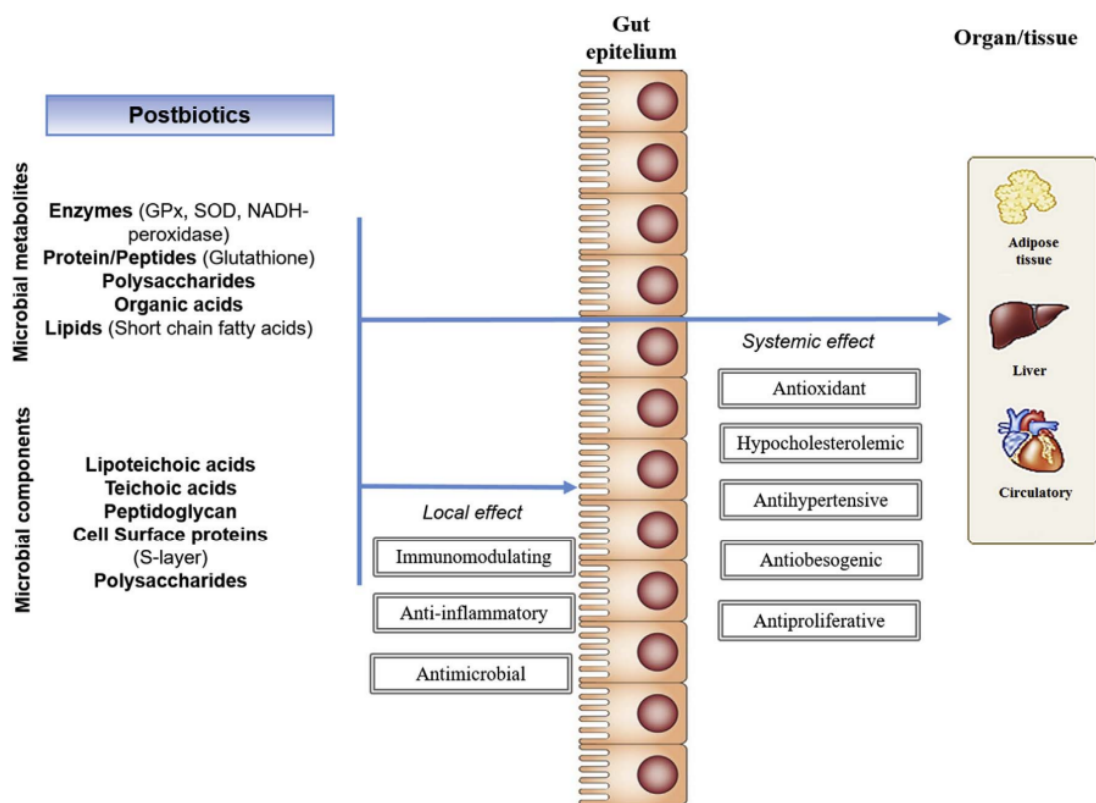 Gut
epitelium
Organ/tissue
Postbiotics
Microbial metabolites
Enzymes (GPx, SOD, NADH-
peroxidase)
Protein/Peptides (Glutathione)
Polysaccharides
Organic acids
Lipids (Short chain fatty acids)
Microbial components
Lipoteichoic acids
Teichoic acids
Peptidoglycan
Cell Surface proteins
(S-layer)
Polysaccharides
Local effect
Immunomodulating
Anti-inflammatory
Antimicrobial
Systemic effect
Antioxidant
Hypocholesterolemic
Antihypertensive
Antiobesogenic
Antiproliferative
Adipose
tissue
Liver
Circulatory